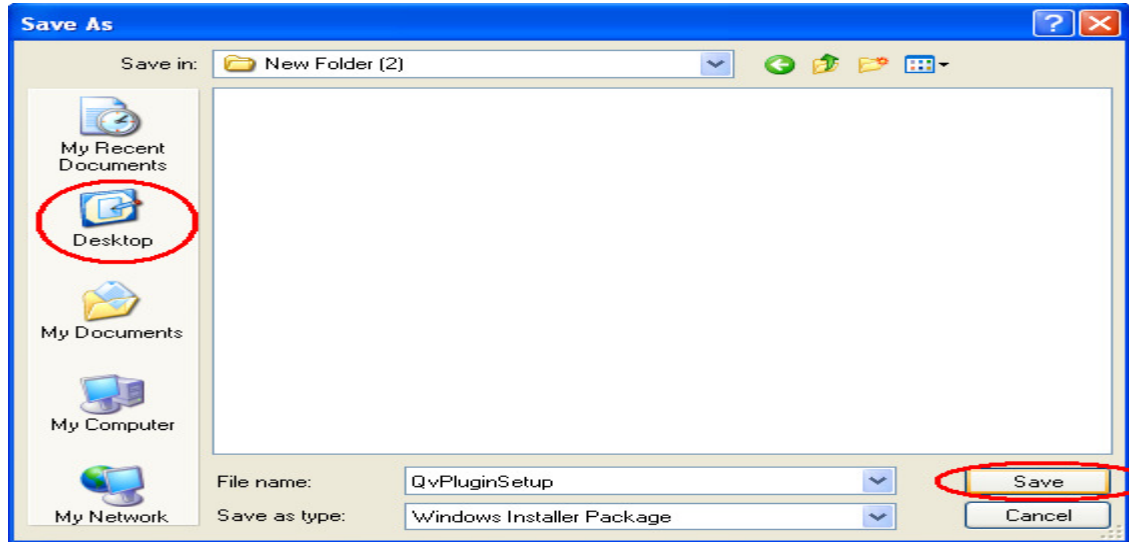 Save As
Save in: New Folder (2)
My Recent
Documents
Desktop
My Documents
My Computer
My Network
File name: QvPluginSetup Save
Save as type: Windows Installer Package Cancel